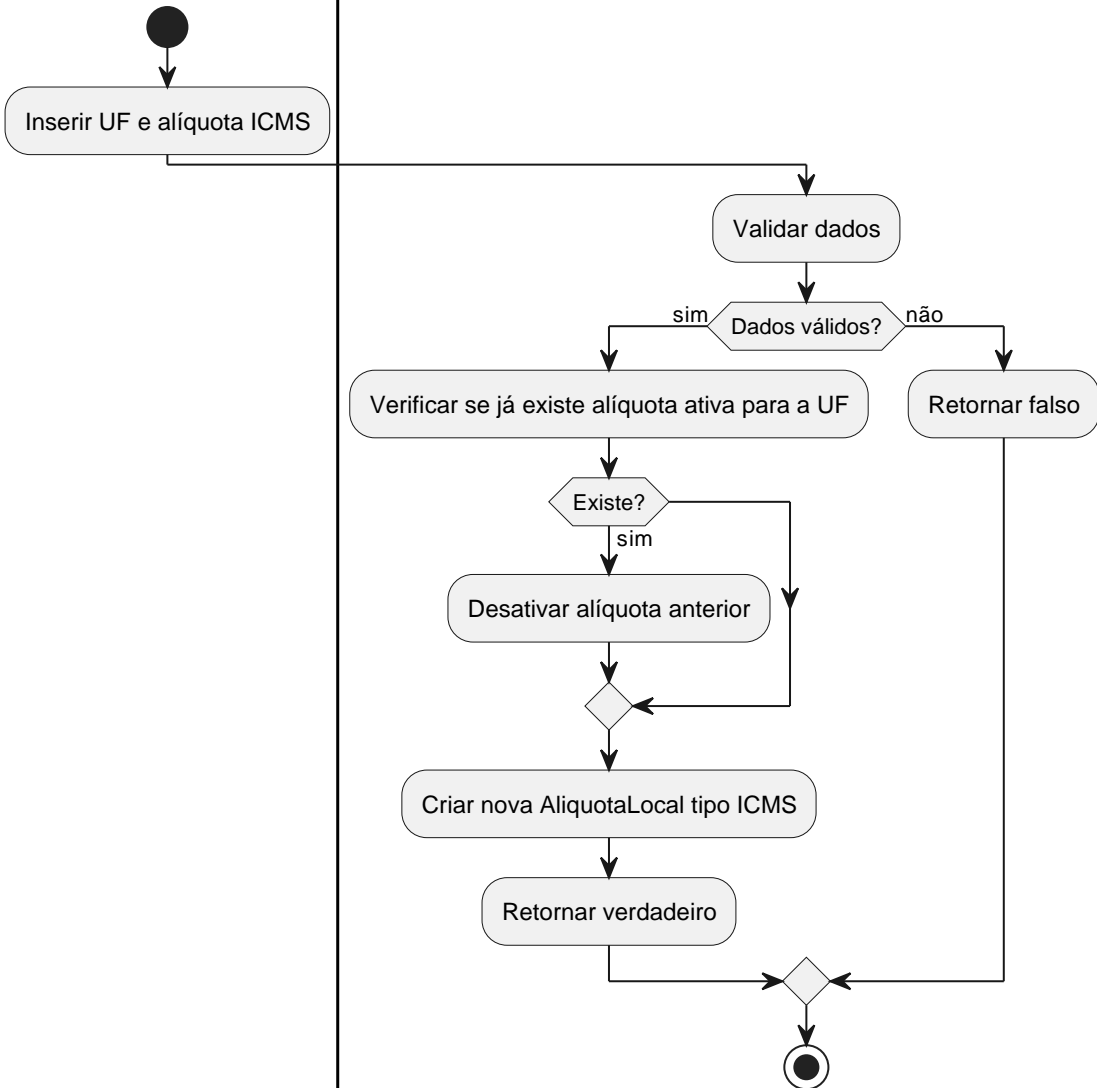 Inserir UF e alíquota ICMS
Validar dados
sim
Dados válidos?
não
Verificar se já existe alíquota ativa para a UF
Retornar falso
Existe?
sim
Desativar alíquota anterior
Criar nova AliquotaLocal tipo ICMS
Retornar verdadeiro